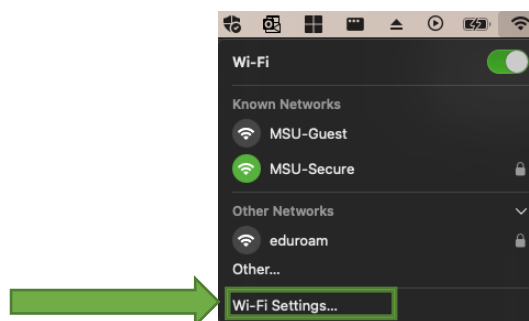 Wi-Fi
Known Networks
MSU-Guest
MSU-Secure
Other Networks
eduroam
Other...
Wi-Fi Settings...